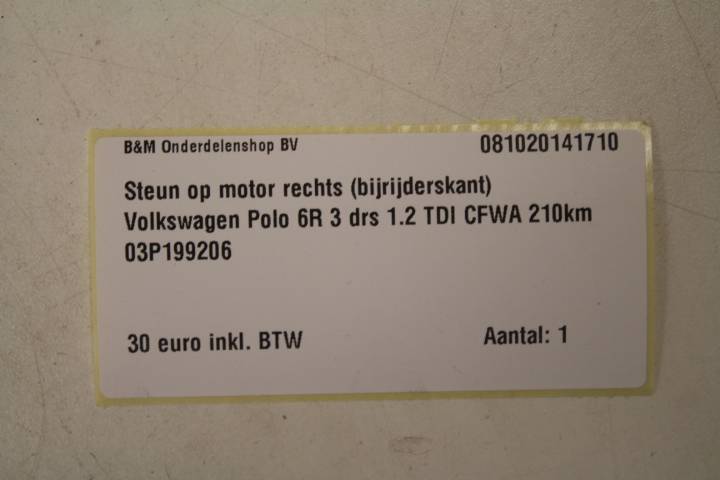 B&M Onderdelenshop BV 081020141710
Steun op motor rechts (bijrijderskant)
Volkswagen Polo 6R 3 drs 1.2 TDI CFWA 210km
03P199206
30 euro inkl. BTW Aantal: 1